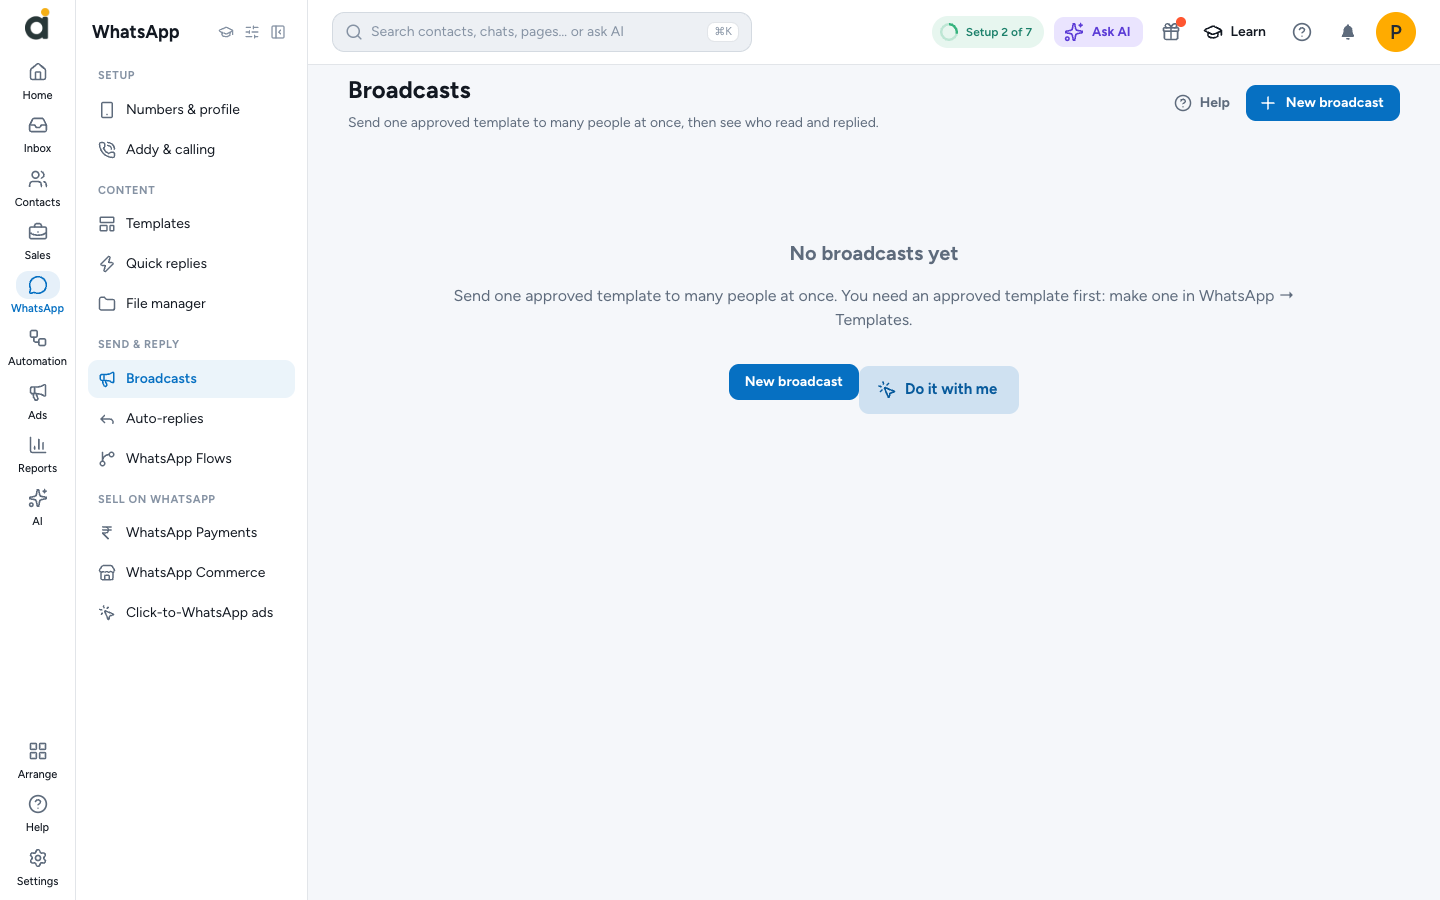 WhatsApp
Search contacts, chats, pages... or ask AI
⌘K
Setup 2 of 7
Ask AI
Learn
P
Home
Inbox
Contacts
Sales
WhatsApp
Automation
Ads
Reports
AI
Arrange
Help
Settings
SETUP
Numbers & profile
Addy & calling
CONTENT
Templates
Quick replies
File manager
SEND & REPLY
Broadcasts
Auto-replies
WhatsApp Flows
SELL ON WHATSAPP
WhatsApp Payments
WhatsApp Commerce
Click-to-WhatsApp ads
Broadcasts
Send one approved template to many people at once, then see who read and replied.
Help
New broadcast
No broadcasts yet
Send one approved template to many people at once. You need an approved template first: make one in WhatsApp →
Templates.
New broadcast
Do it with me